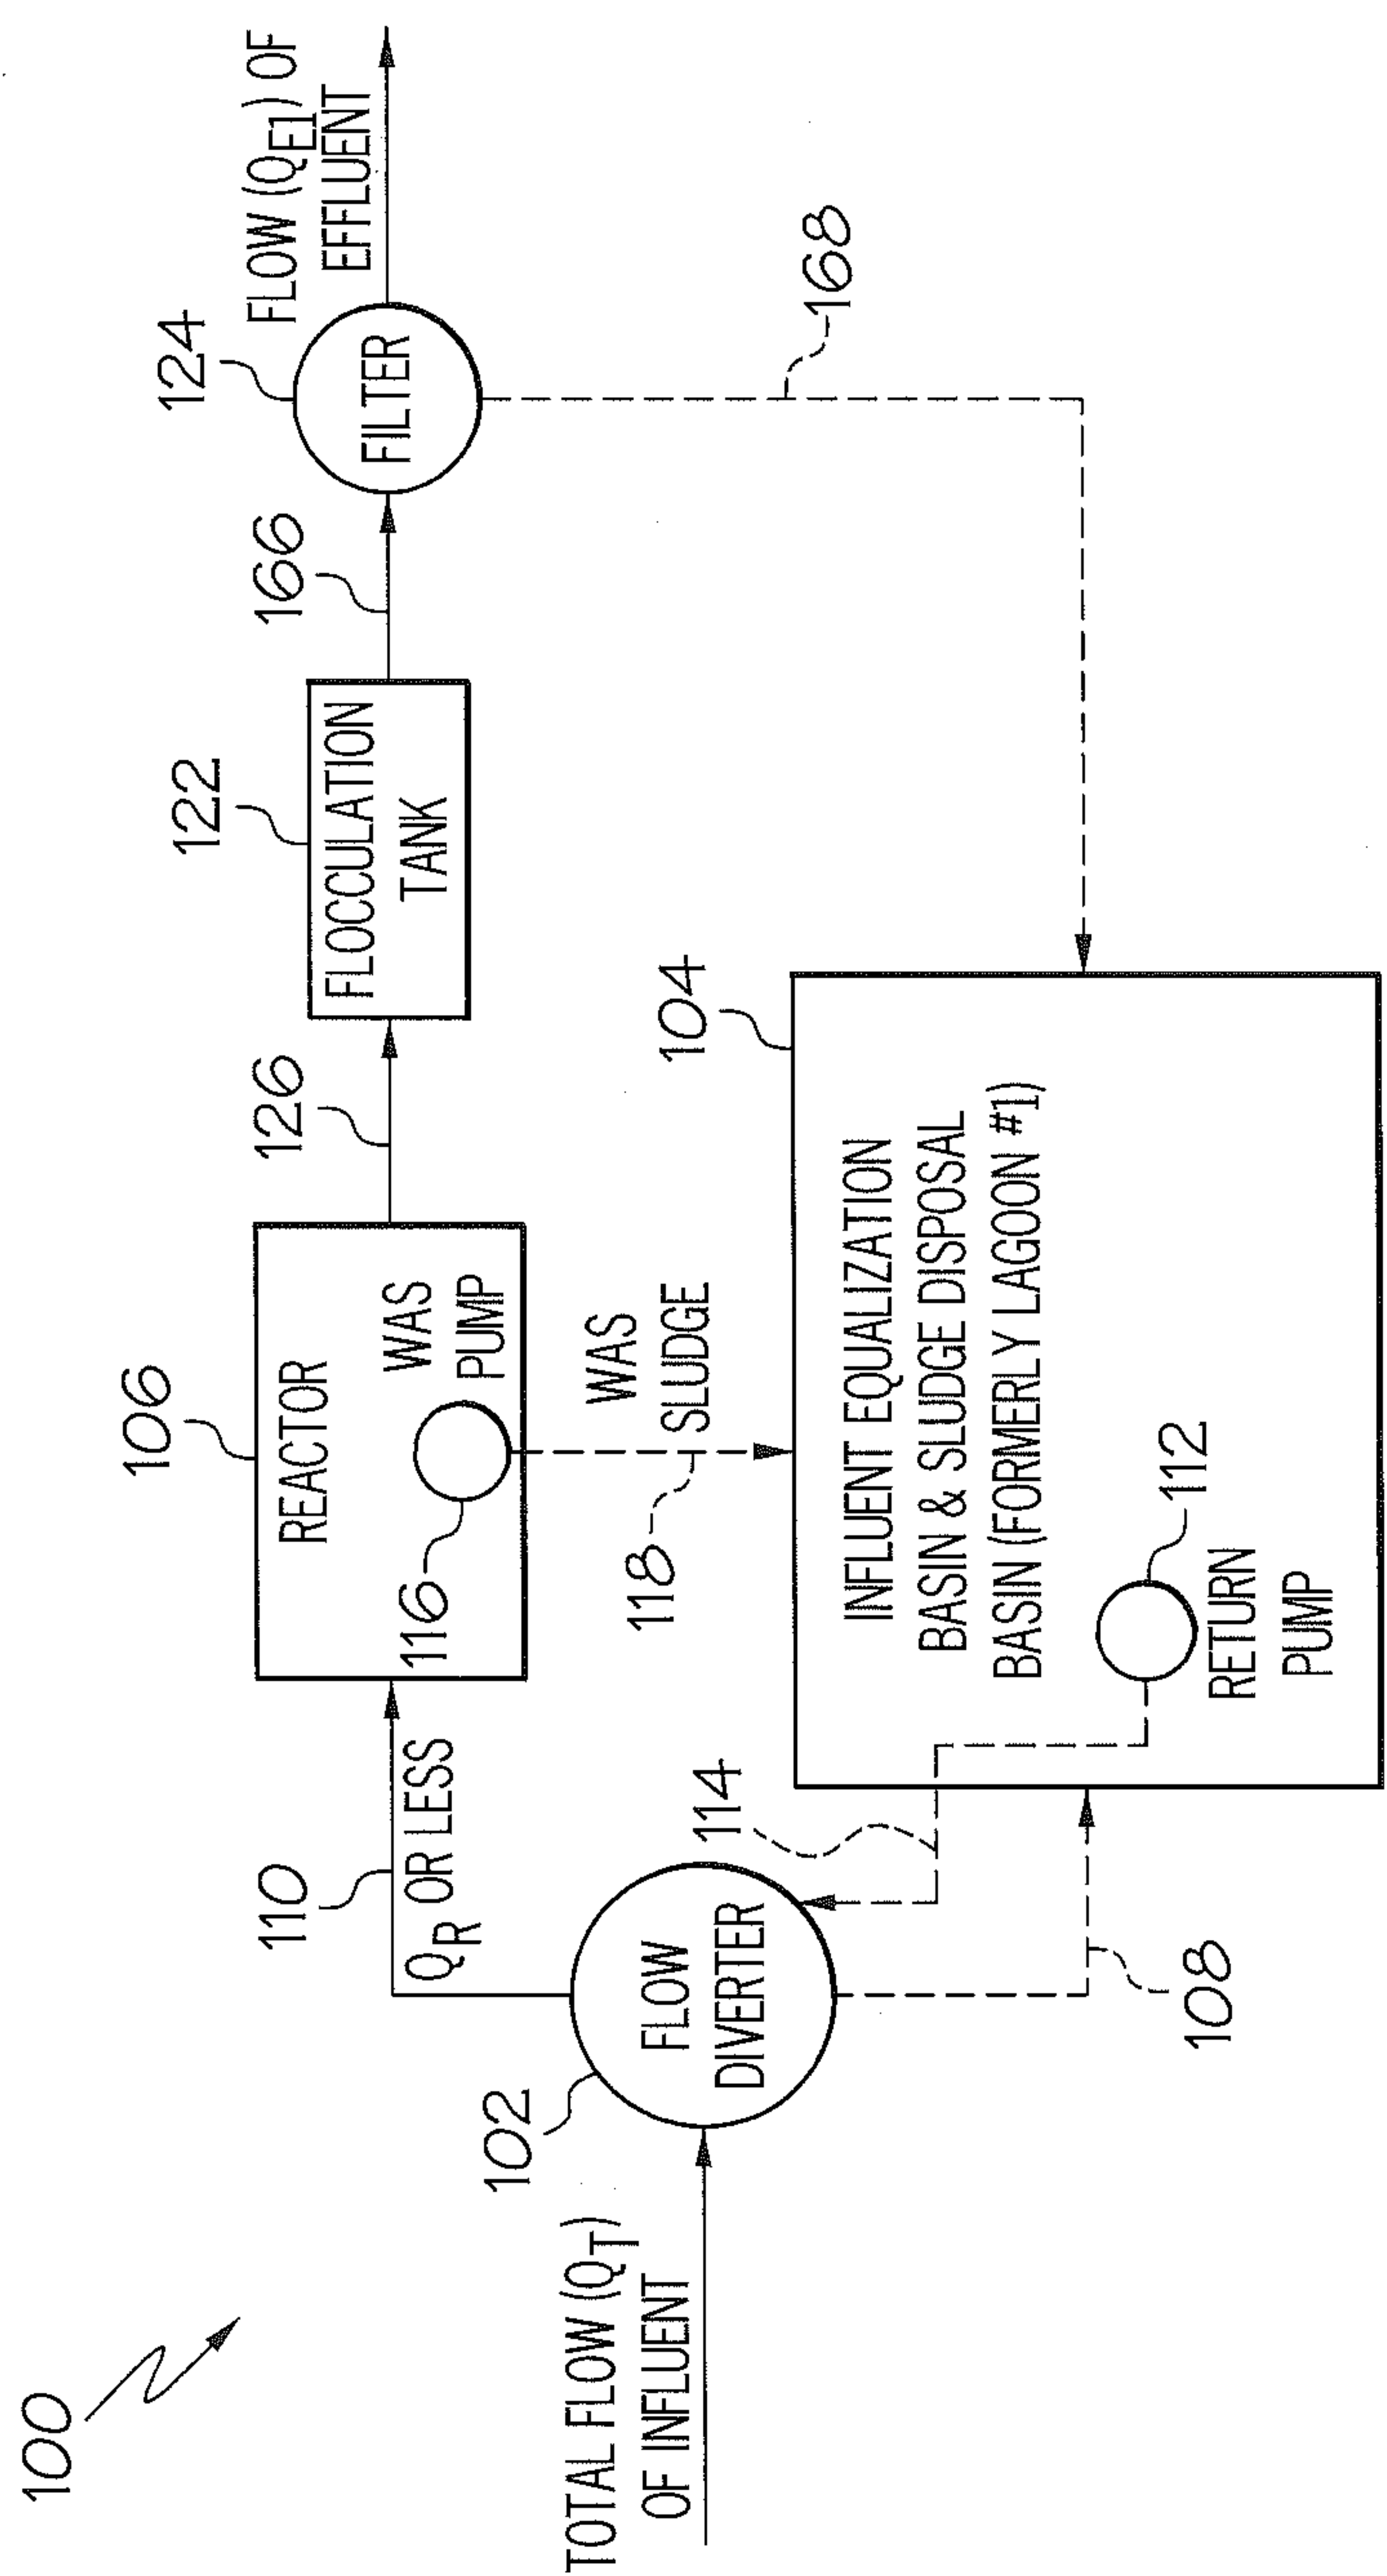 100
TOTAL FLOW (QT)
OF INFLUENT
102
FLOW
DIVERTER
110
QR OR LESS
114
108
106
REACTOR
116
WAS
PUMP
118
WAS
SLUDGE
104
INFLUENT EQUALIZATION
BASIN & SLUDGE DISPOSAL
BASIN (FORMERLY LAGOON #1)
112
RETURN
PUMP
126
122
FLOCCULATION
TANK
166
124
FILTER
168
FLOW (QE1) OF
EFFLUENT